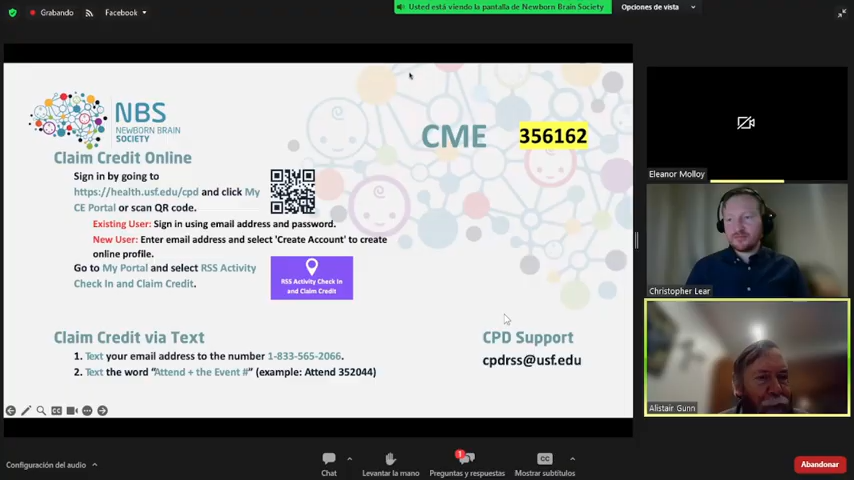 Grabando
Facebook
Usted está viendo la pantalla de Newborn Brain Society
Opciones de vista
NBS
NEWBORN BRAIN
SOCIETY
CME
356162
Claim Credit Online
Sign in by going to
https://health.usf.edu/cpd and click My
CE Portal or scan QR code.
Existing User: Sign in using email address and password.
New User: Enter email address and select 'Create Account' to create
online profile.
Go to My Portal and select RSS Activity
Check In and Claim Credit.
RSS Activity Check In
and Claim Credit
Claim Credit via Text
1. Text your email address to the number 1-833-565-2066.
2. Text the word "Attend + the Event #" (example: Attend 352044)
CPD Support
cpdrss@usf.edu
Eleanor Molloy
Christopher Lear
Alistair Gunn
Configuración del audio
Chat
Levantar la mano
1
Preguntas y respuestas
CC
Mostrar subtítulos
Abandonar